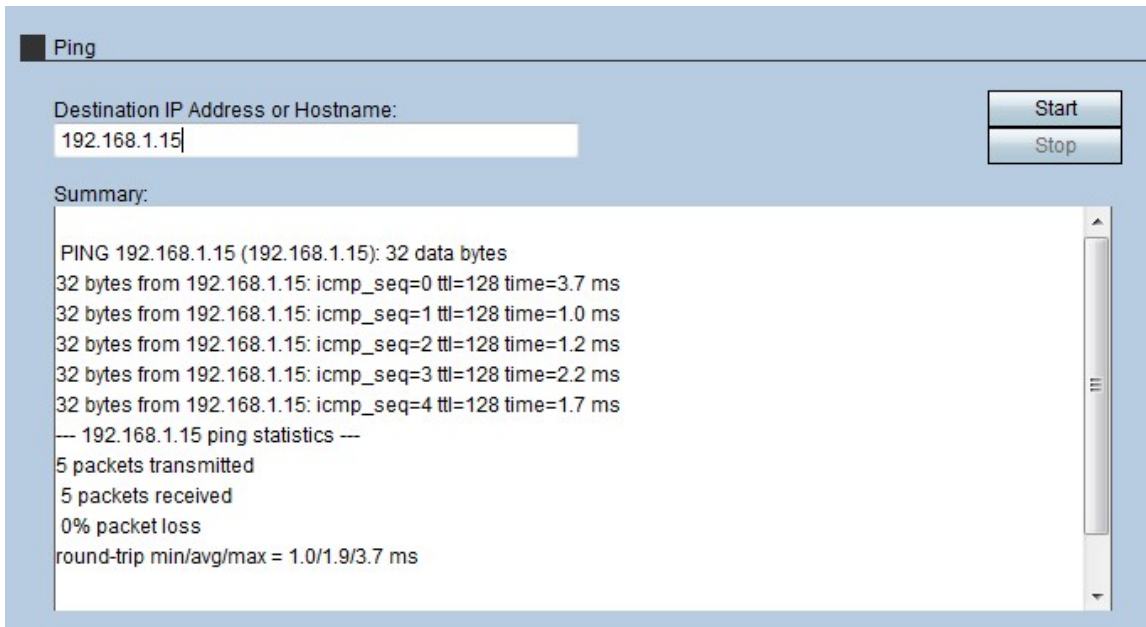 Ping
Destination IP Address or Hostname:
192.168.1.15
Start
Stop
Summary:
PING 192.168.1.15 (192.168.1.15): 32 data bytes
32 bytes from 192.168.1.15: icmp_seq=0 ttl=128 time=3.7 ms
32 bytes from 192.168.1.15: icmp_seq=1 ttl=128 time=1.0 ms
32 bytes from 192.168.1.15: icmp_seq=2 ttl=128 time=1.2 ms
32 bytes from 192.168.1.15: icmp_seq=3 ttl=128 time=2.2 ms
32 bytes from 192.168.1.15: icmp_seq=4 ttl=128 time=1.7 ms
--- 192.168.1.15 ping statistics ---
5 packets transmitted
5 packets received
0% packet loss
round-trip min/avg/max = 1.0/1.9/3.7 ms